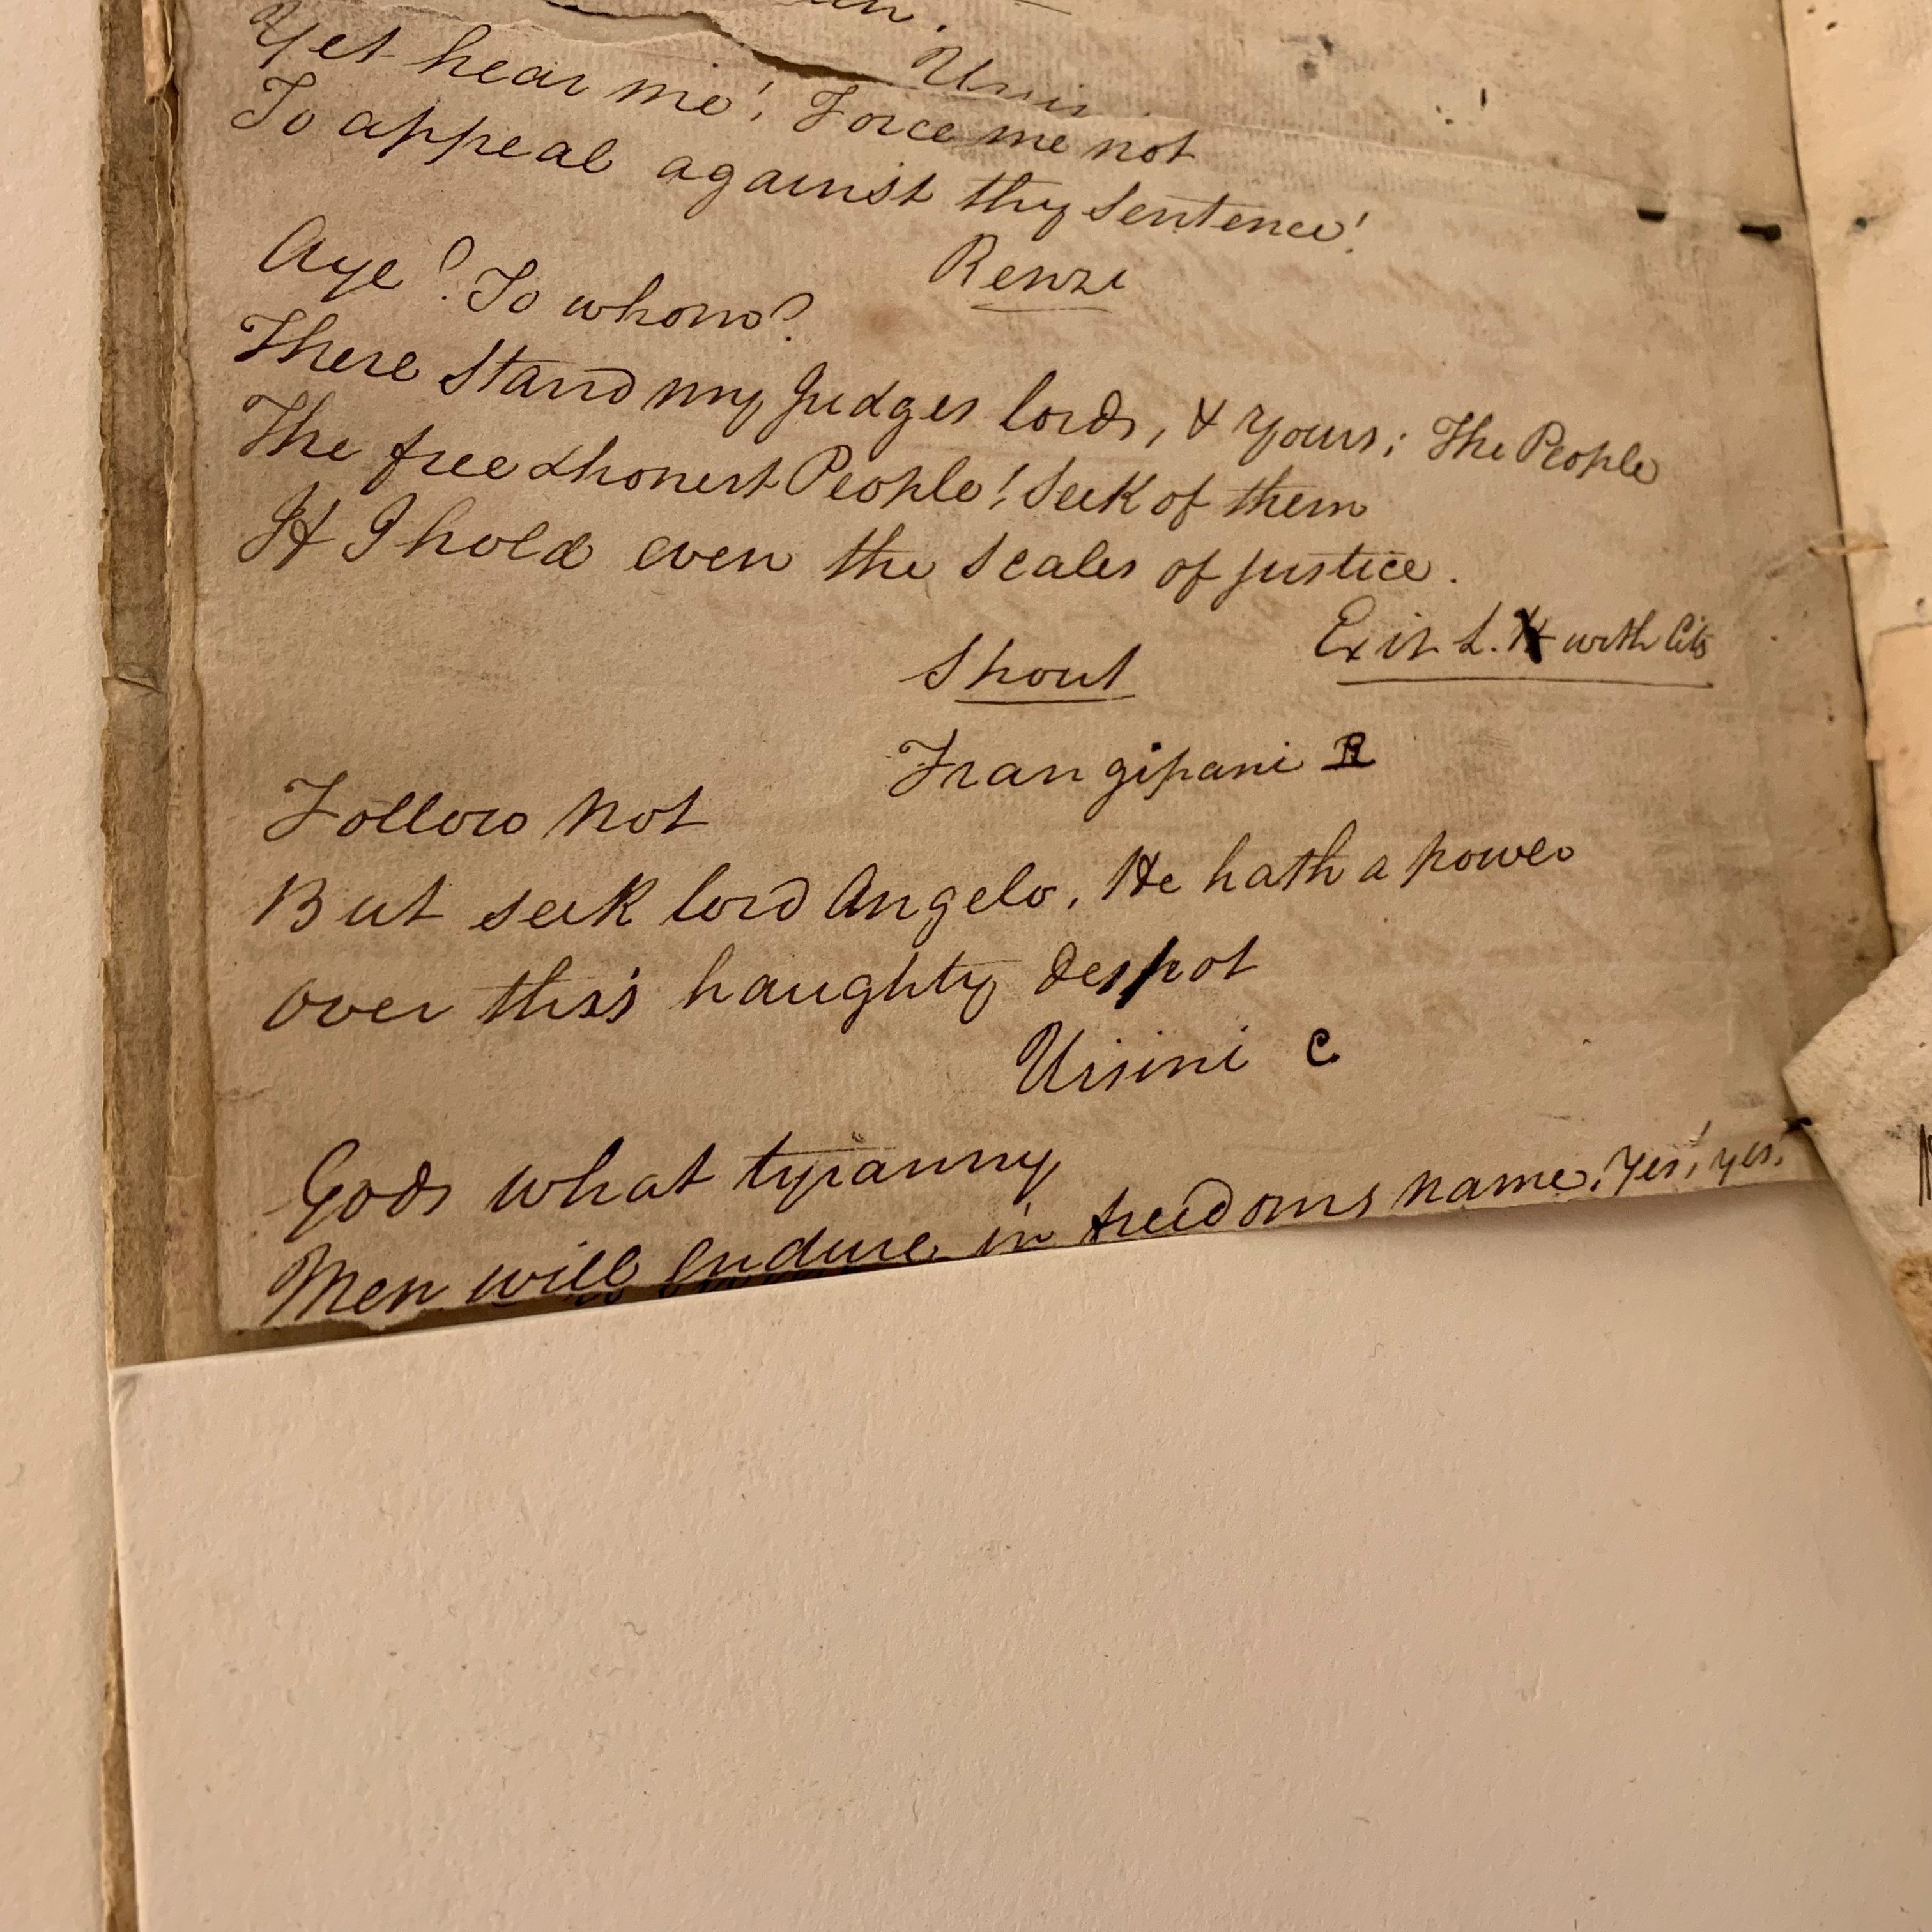 Ursin
Yet hear me! Force me not
To appeal against thy sentence!
Renzi
Aye? To whom?
There stand my Judges lords, & yours; The People
The free & honest People! Seek of them
If I hold even the scales of justice.
Exit L. with Cits
Shout
Frangipani R
Follow not
But seek lord Angelo. He hath a power
Over this haughty despot
Ursini C
Gods what tyranny
Men will Endure in freedoms name. Yes! yes!